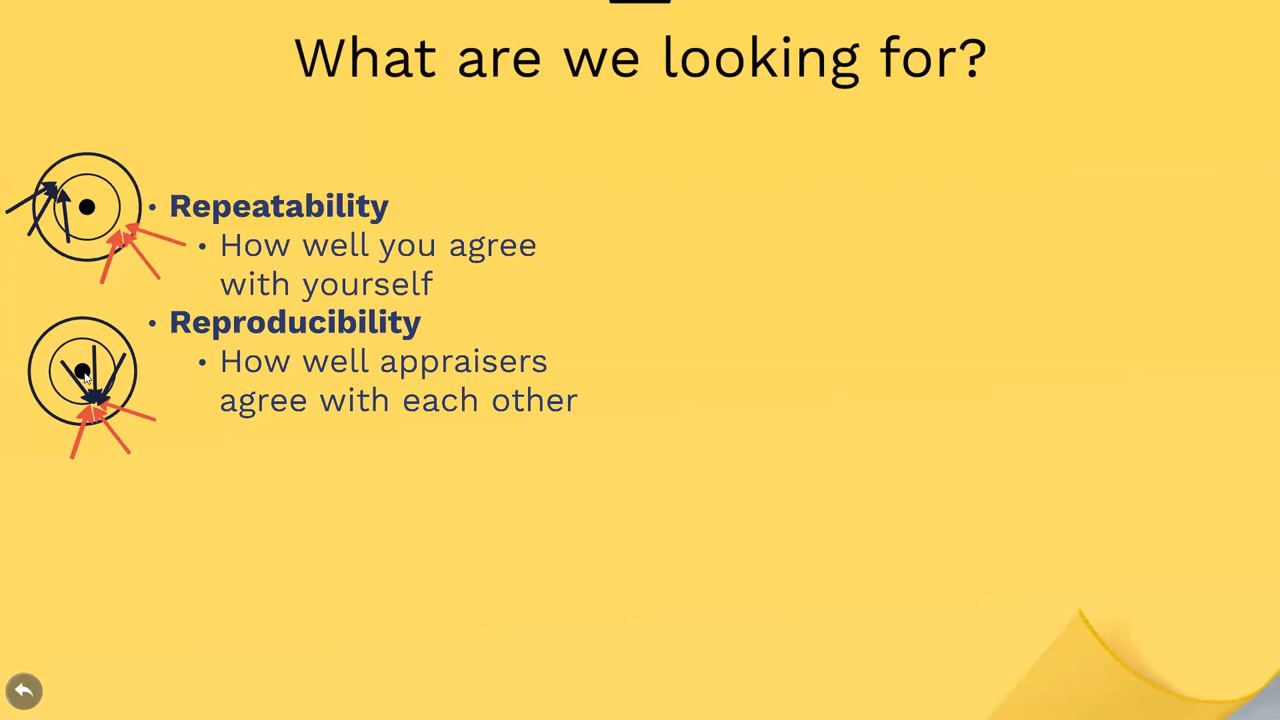 What are we looking for?
• Repeatability
• How well you agree
with yourself
• Reproducibility
• How well appraisers
agree with each other